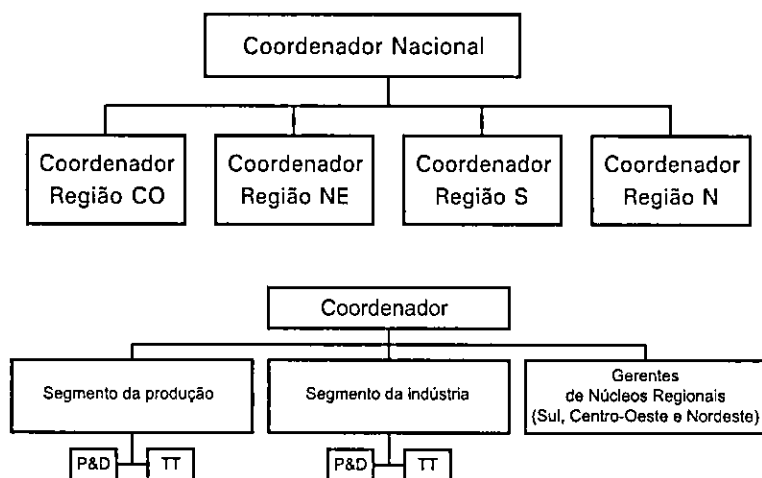 Coordenador Nacional
Coordenador
Região CO
Coordenador
Região NE
Coordenador
Região S
Coordenador
Região N
Coordenador
Segmento da produção
Segmento da indústria
Gerentes
de Núcleos Regionais
(Sul, Centro-Oeste e Nordeste)
P&D
TT
P&D
TT